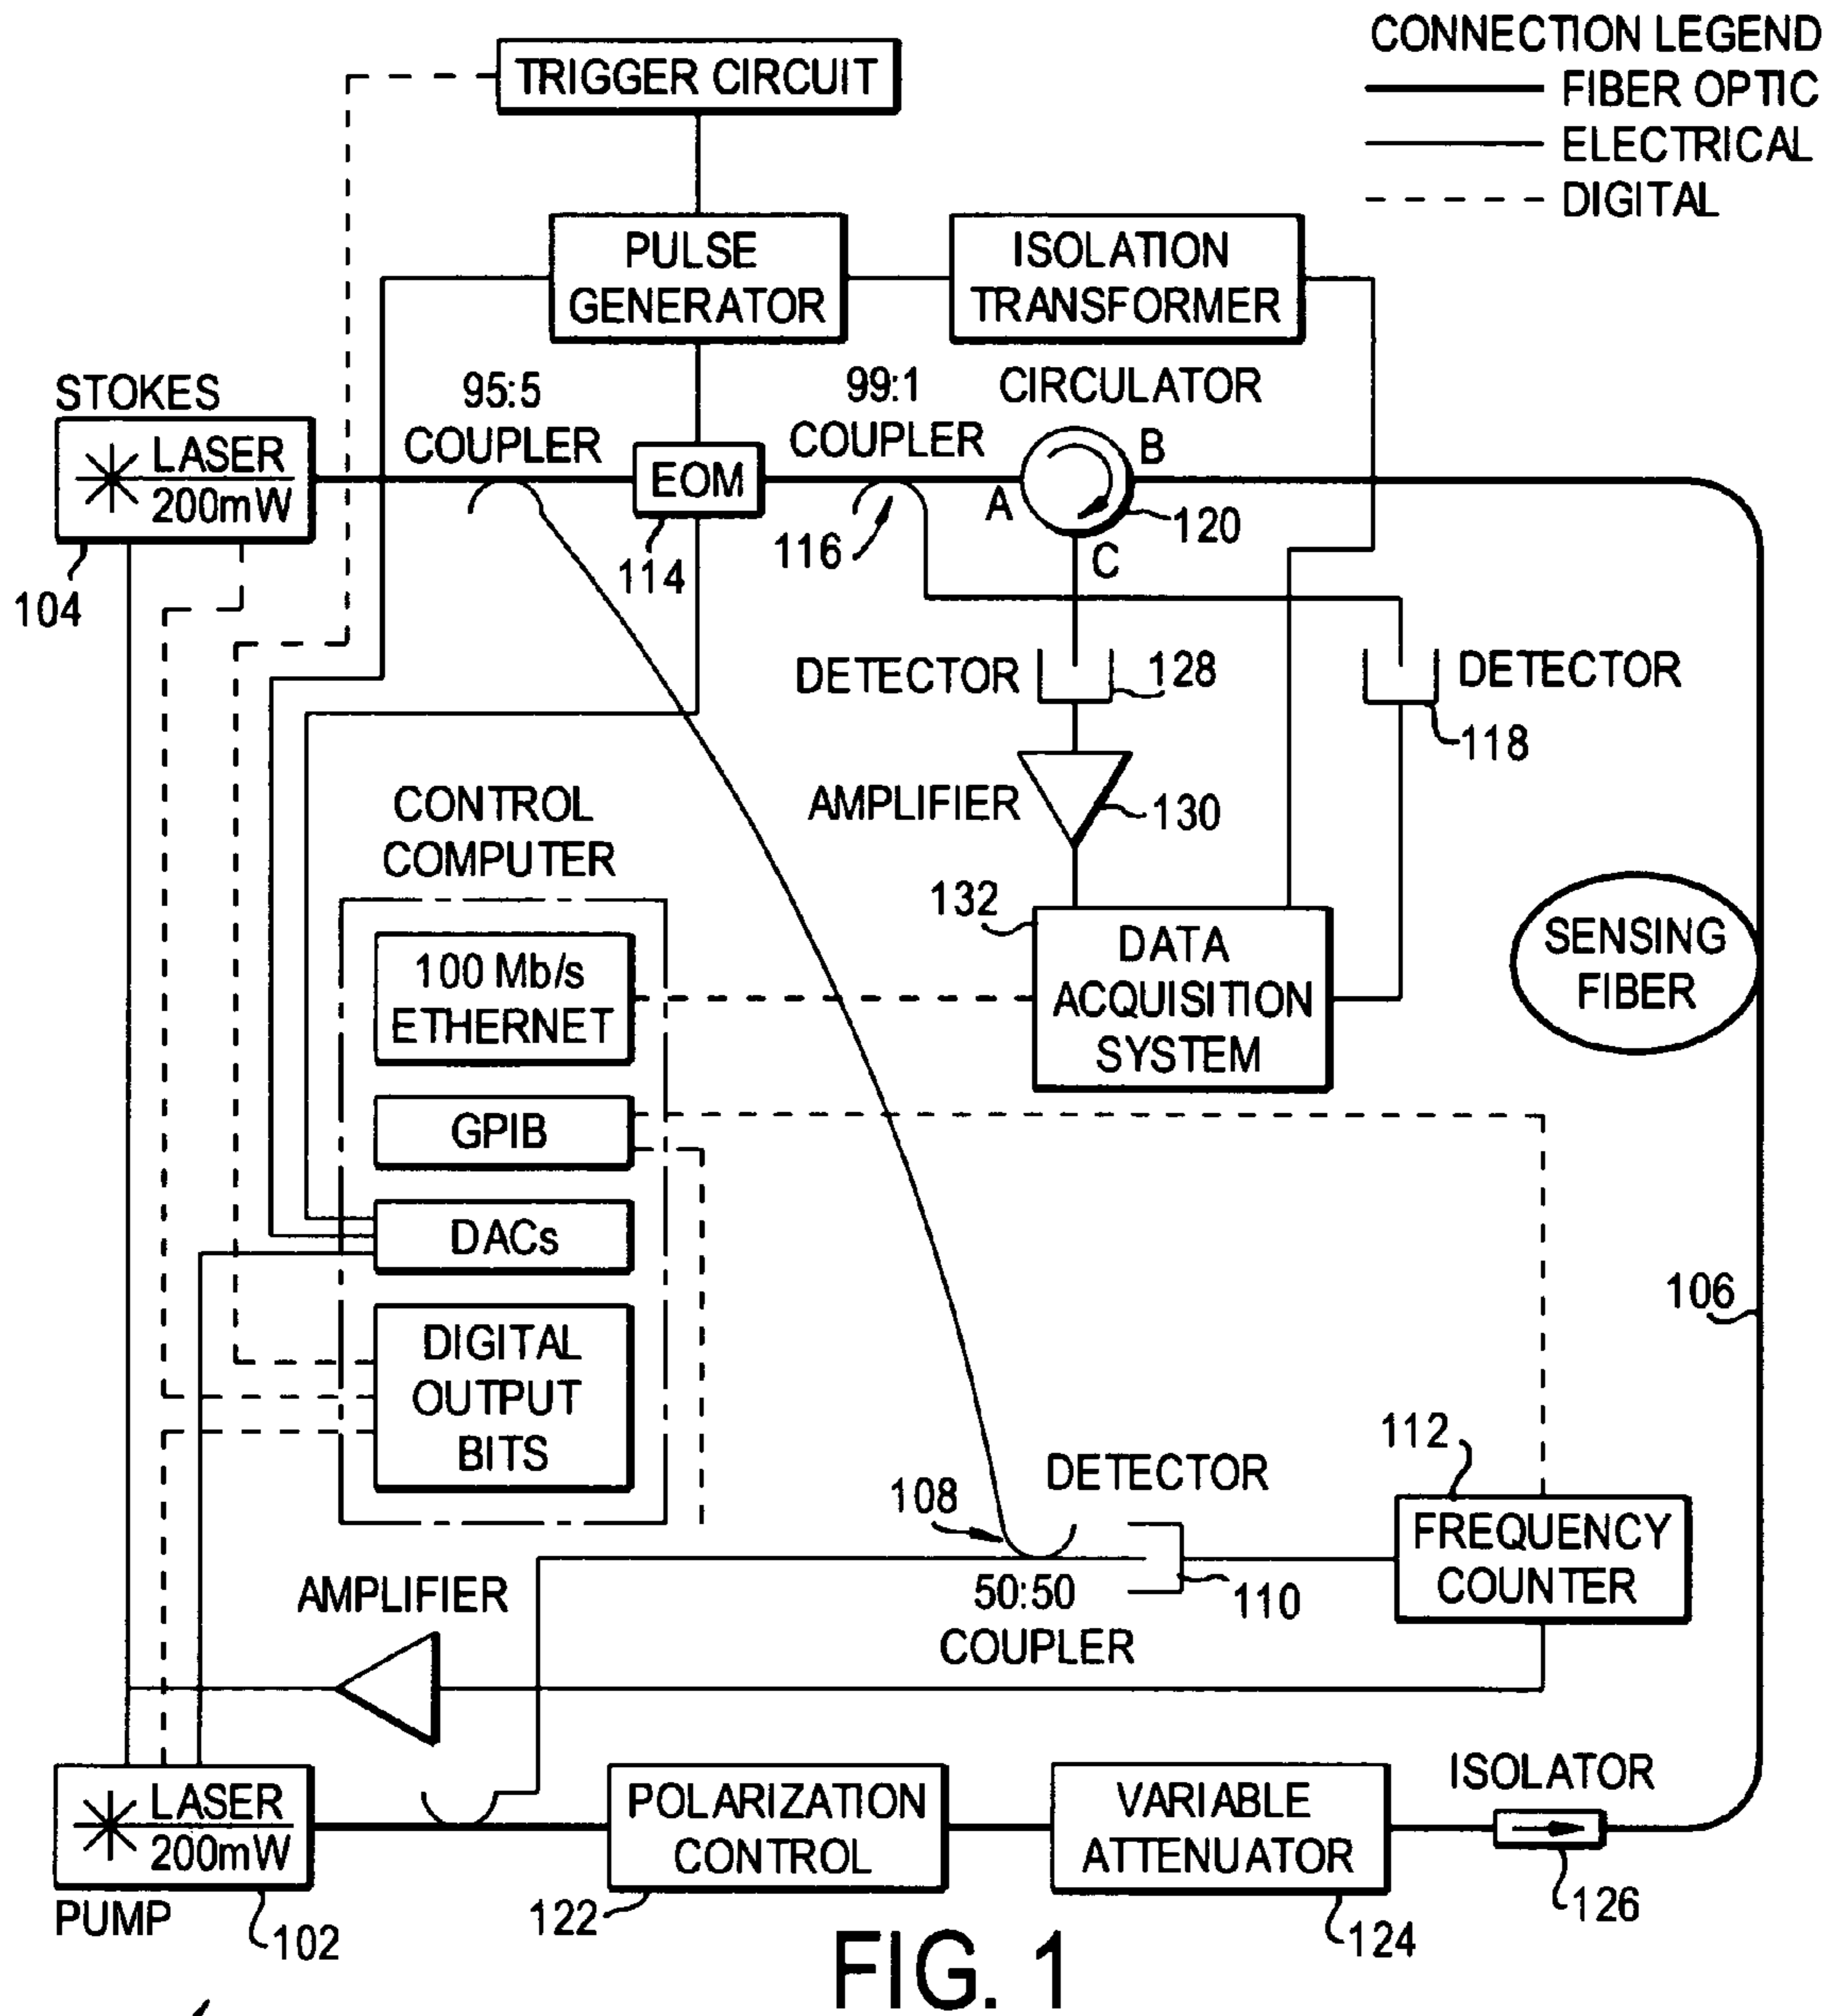 CONNECTION LEGEND
FIBER OPTIC
ELECTRICAL
DIGITAL
TRIGGER CIRCUIT
PULSE
GENERATOR
ISOLATION
TRANSFORMER
STOKES
LASER
200mW
104
95:5
COUPLER
EOM
114
99:1
COUPLER
116
CIRCULATOR
A
B
C
120
DETECTOR
128
DETECTOR
118
AMPLIFIER
130
CONTROL
COMPUTER
132
DATA
ACQUISITION
SYSTEM
SENSING
FIBER
100 Mb/s
ETHERNET
GPIB
DACs
DIGITAL
OUTPUT
BITS
106
112
FREQUENCY
COUNTER
DETECTOR
108
110
50:50
COUPLER
AMPLIFIER
LASER
200mW
PUMP
102
POLARIZATION
CONTROL
122
VARIABLE
ATTENUATOR
124
ISOLATOR
126
FIG. 1